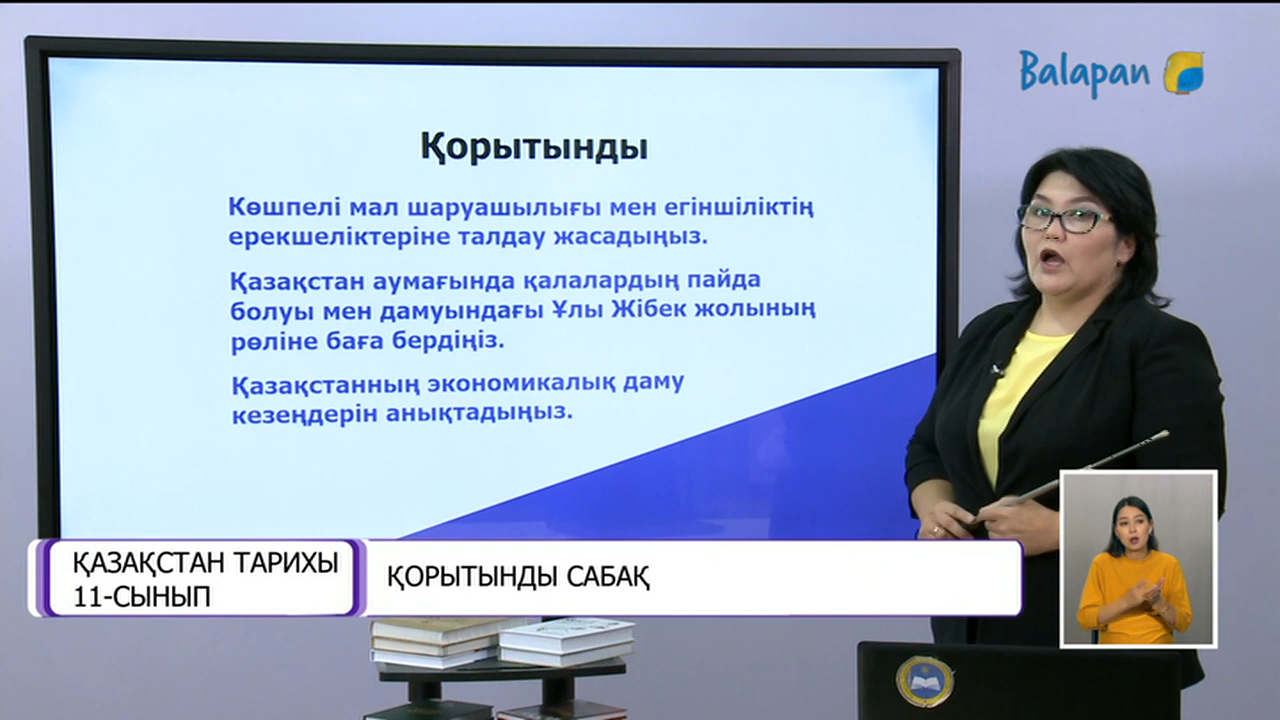 Balapan
Қорытынды
Көшпелі мал шаруашылығы мен егіншіліктің
ерекшеліктеріне талдау жасадыңыз.
Қазақстан аумағында қалалардың пайда
болуы мен дамуындағы Ұлы Жібек жолының
рөліне баға бердіңіз.
Қазақстанның экономикалық даму
кезеңдерін анықтадыңыз.
ҚАЗАҚСТАН ТАРИХЫ
11-СЫНЫП
ҚОРЫТЫНДЫ САБАҚ